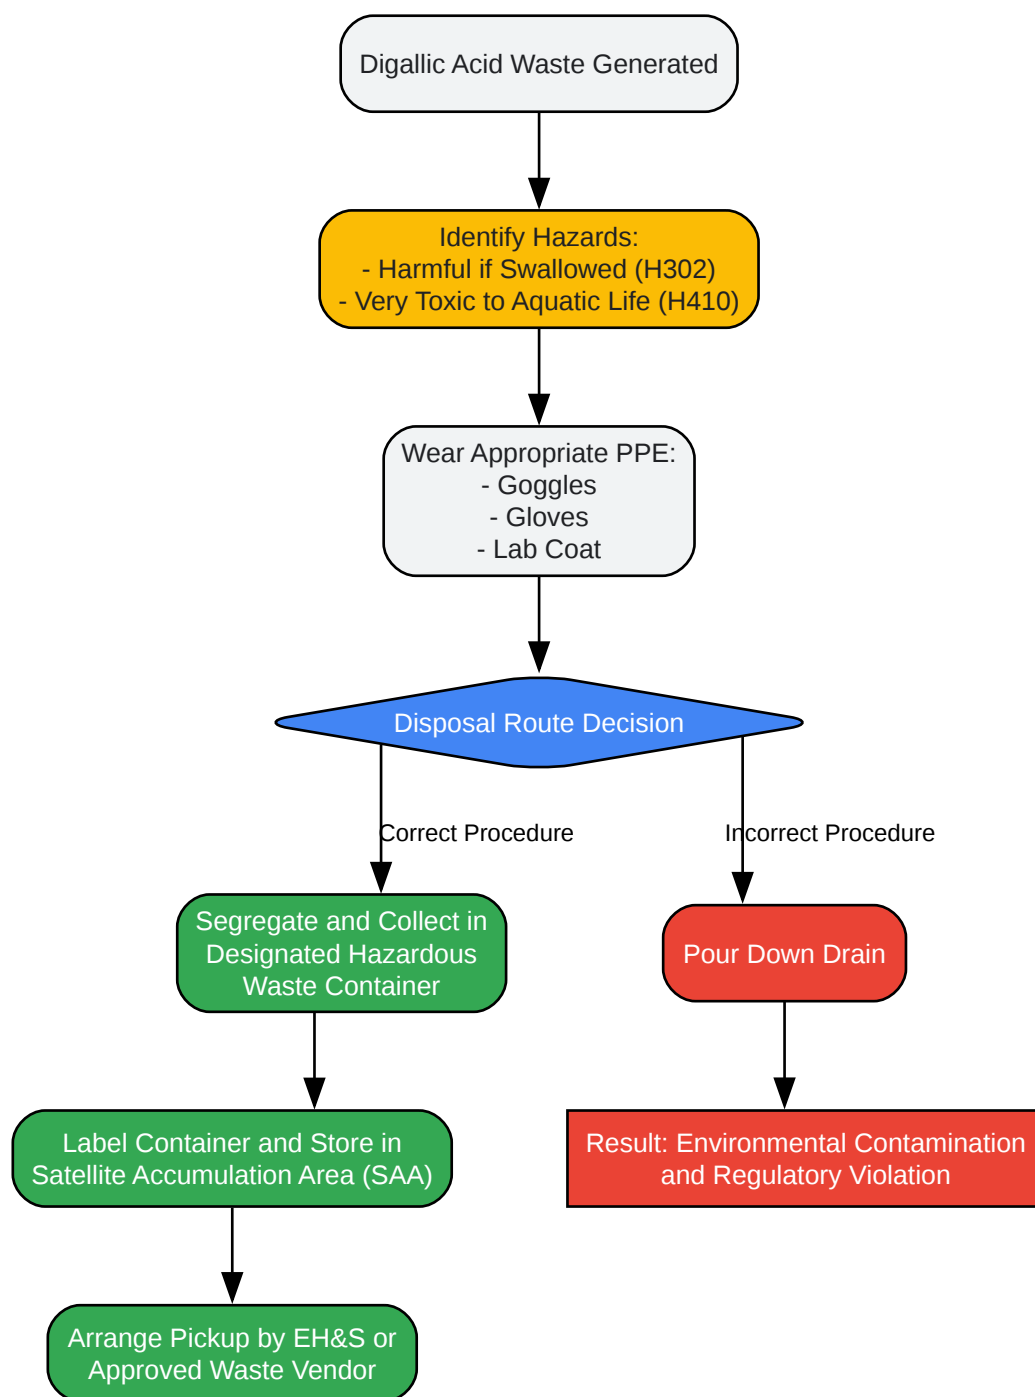 Digallic Acid Waste Generated
Identify Hazards:
- Harmful if Swallowed (H302)
- Very Toxic to Aquatic Life (H410)
Wear Appropriate PPE:
- Goggles
- Gloves
- Lab Coat
Disposal Route Decision
Correct Procedure
Incorrect Procedure
Segregate and Collect in
Designated Hazardous
Waste Container
Pour Down Drain
Label Container and Store in
Satellite Accumulation Area (SAA)
Result: Environmental Contamination
and Regulatory Violation
Arrange Pickup by EH&S or
Approved Waste Vendor